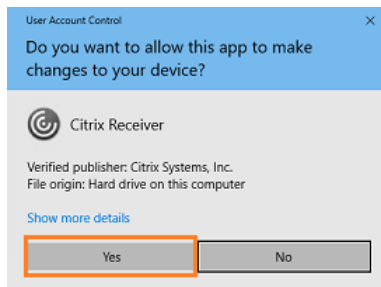 User Account Control
Do you want to allow this app to make
changes to your device?
Citrix Receiver
Verified publisher: Citrix Systems, Inc.
File origin: Hard drive on this computer
Show more details
Yes
No